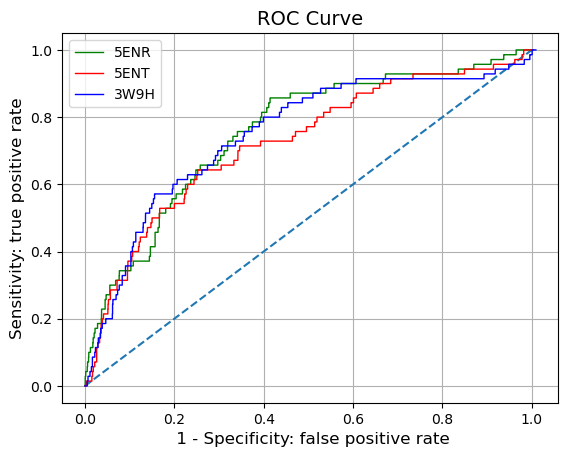 ROC Curve
5ENR
5ENT
3W9H
Sensitivity: true positive rate
1.0
0.8
0.6
0.4
0.2
0.0
0.0 0.2 0.4 0.6 0.8 1.0
1 - Specificity: false positive rate